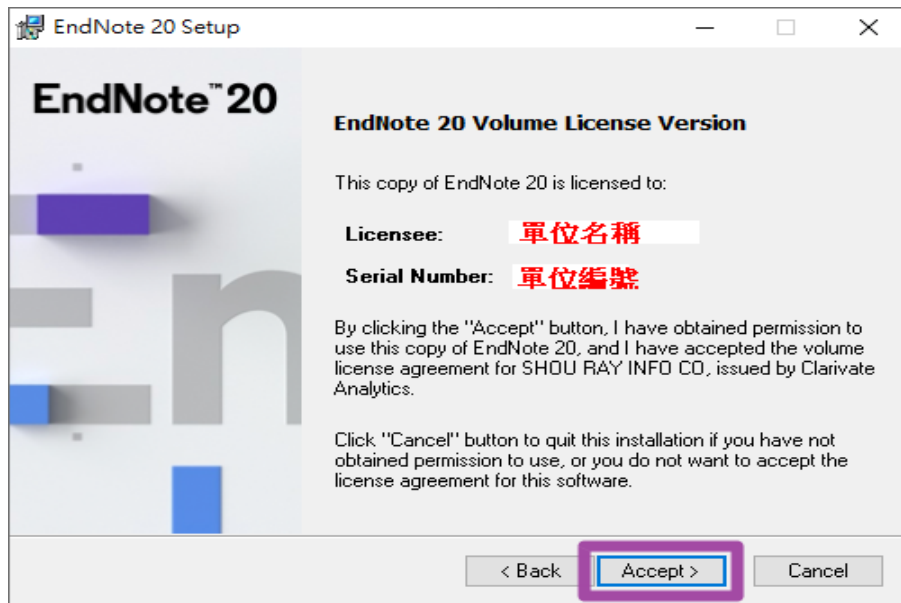 EndNote 20 Setup
EndNote™20
EndNote 20 Volume License Version
This copy of EndNote 20 is licensed to:
Licensee: 單位名稱
Serial Number: 單位編號
By clicking the "Accept" button, I have obtained permission to
use this copy of EndNote 20, and I have accepted the volume
license agreement for SHOU RAY INFO CO, issued by Clarivate
Analytics.
Click "Cancel" button to quit this installation if you have not
obtained permission to use, or you do not want to accept the
license agreement for this software.
< Back
Accept >
Cancel